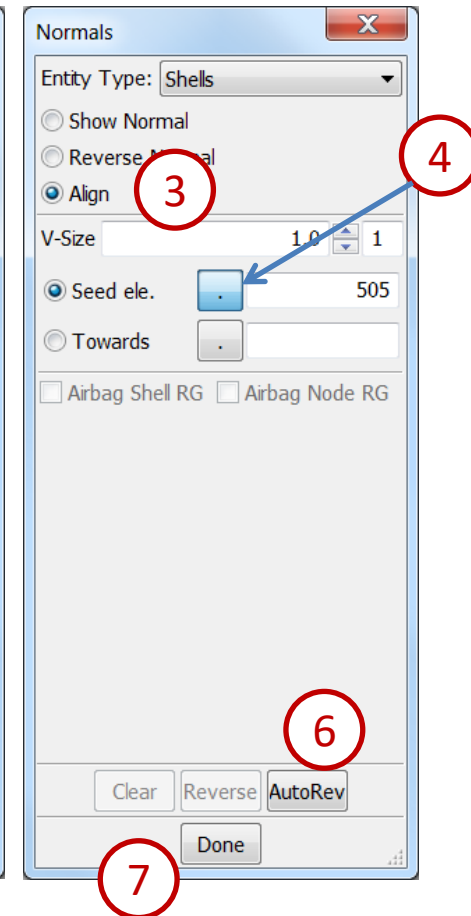 Normals
Entity Type: Shells
Show Normal
Reverse Normal
4
Align
3
V-Size 1.0 1
Seed ele. . 505
Towards .
Airbag Shell RG Airbag Node RG
6
Clear Reverse AutoRev
Done
7